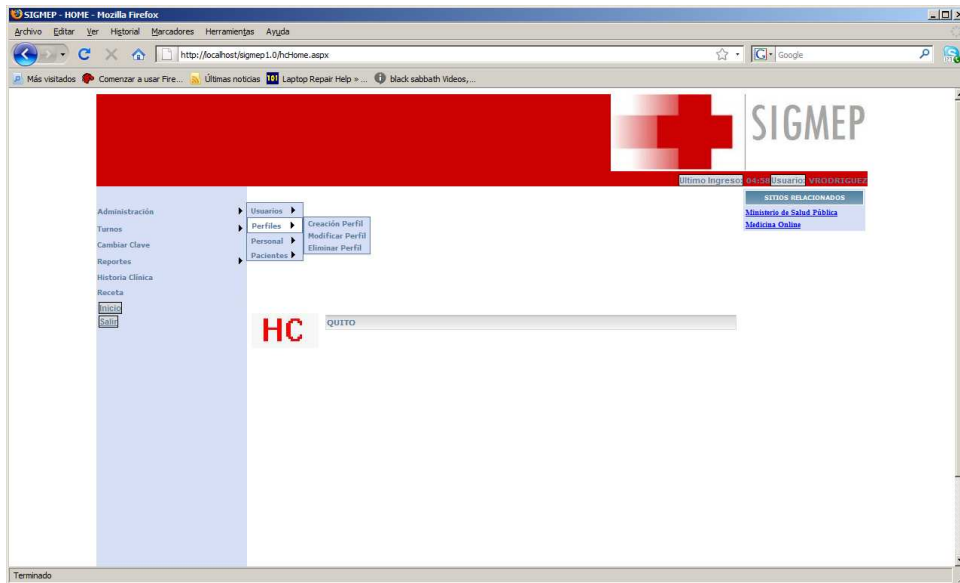 SIGMEP - HOME - Mozilla Firefox
Archivo Editar Ver Historial Marcadores Herramientas Ayuda
http://localhost/sigmep1.0/hcHome.aspx
G Google
Más visitados Comenzar a usar Fire... Últimas noticias 101 Laptop Repair Help » ... black sabbath Videos,...
SIGMEP
Ultimo Ingreso: 04:58 Usuario: VRODRIGUEZ
SITIOS RELACIONADOS
Ministerio de Salud Pública
Medicina Online
Administración
Turnos
Cambiar Clave
Reportes
Historia Clínica
Receta
Inicio
Salir
Usuarios
Perfiles
Personal
Pacientes
Creación Perfil
Modificar Perfil
Eliminar Perfil
HC
QUITO
Terminado